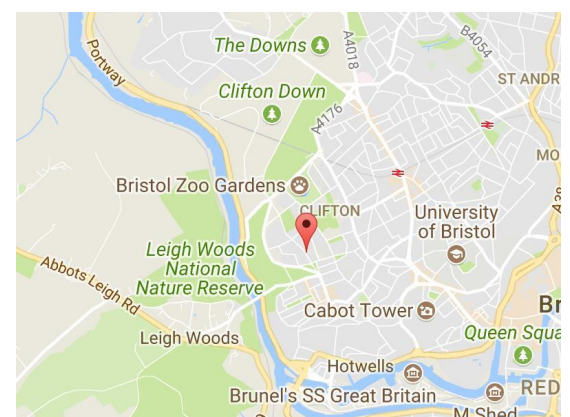 The Downs
A4018
B4054
Portway
Clifton Down
ST ANDR
A4176
MO
Bristol Zoo Gardens
CLIFTON
A38
University
of Bristol
Leigh Woods
National
Nature Reserve
Abbots Leigh Rd
Cabot Tower
Br
Leigh Woods
Queen Squa
Hotwells
Brunel's SS Great Britain
RED
M Shed